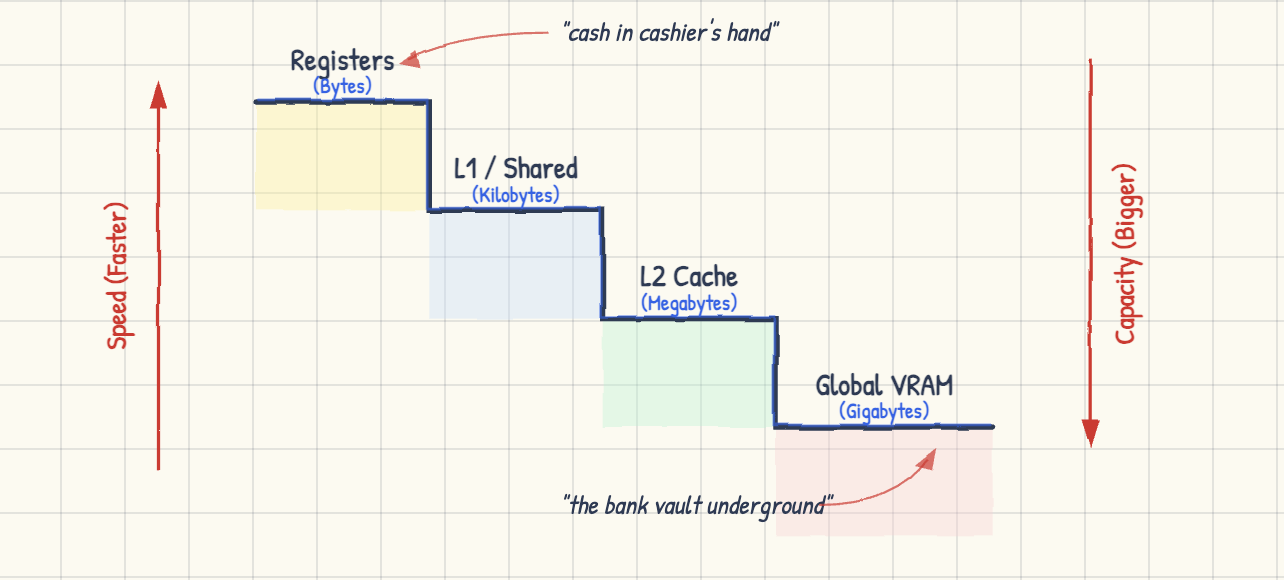 "cash in cashier's hand"
Registers
(Bytes)
L1 / Shared
(Kilobytes)
Speed (Faster)
Capacity (Bigger)
L2 Cache
(Megabytes)
Global VRAM
(Gigabytes)
"the bank vault underground"